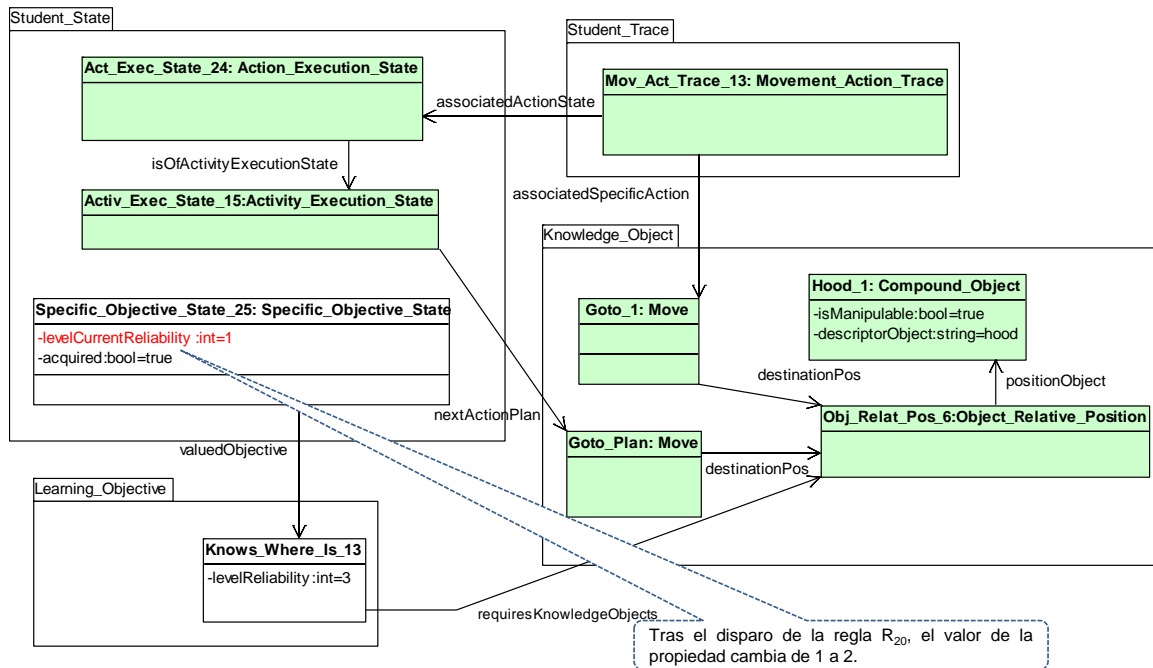 Student_State
Student_Trace
Act_Exec_State_24: Action_Execution_State
Mov_Act_Trace_13: Movement_Action_Trace
associatedActionState
isOfActivityExecutionState
Activ_Exec_State_15:Activity_Execution_State
associatedSpecificAction
Knowledge_Object
Specific_Objective_State_25: Specific_Objective_State
-levelCurrentReliability :int=1
-acquired:bool=true
Goto_1: Move
Hood_1: Compound_Object
-isManipulable:bool=true
-descriptorObject:string=hood
destinationPos
positionObject
nextActionPlan
Obj_Relat_Pos_6:Object_Relative_Position
Goto_Plan: Move
valuedObjective
destinationPos
Learning_Objective
Knows_Where_Is_13
-levelReliability :int=3
requiresKnowledgeObjects
Tras el disparo de la regla R20, el valor de la
propiedad cambia de 1 a 2.